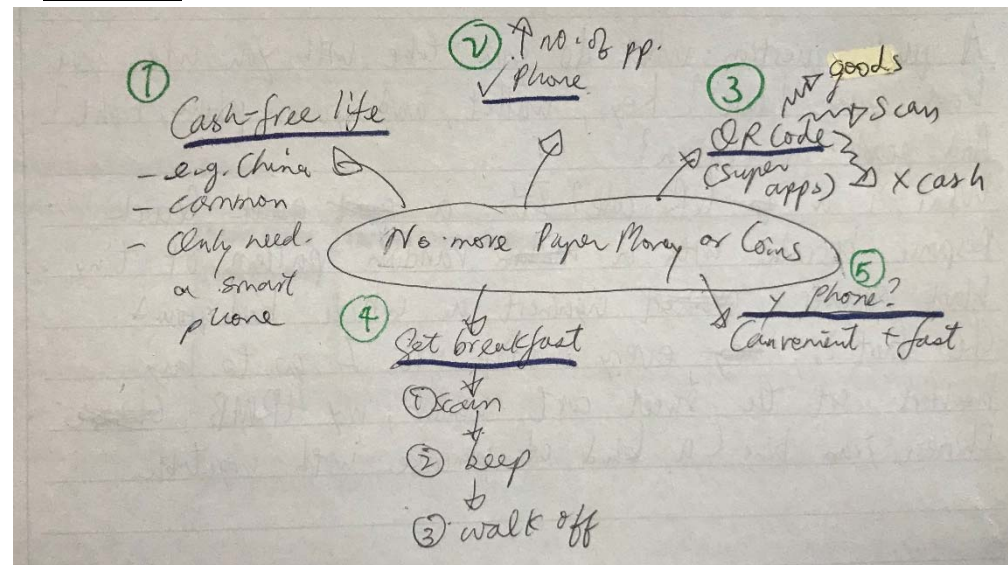 ①
Cash-free life
- e.g. China
- common
- Only need
a smart
phone
②
↑ no. of pp.
✓ Phone
③
QR Code
(super
apps)
goods
Scan
X cash
No more Paper Money or Coins
④
Get breakfast
① scan
② beep
③ walk off
⑤
y phone?
Convenient + fast